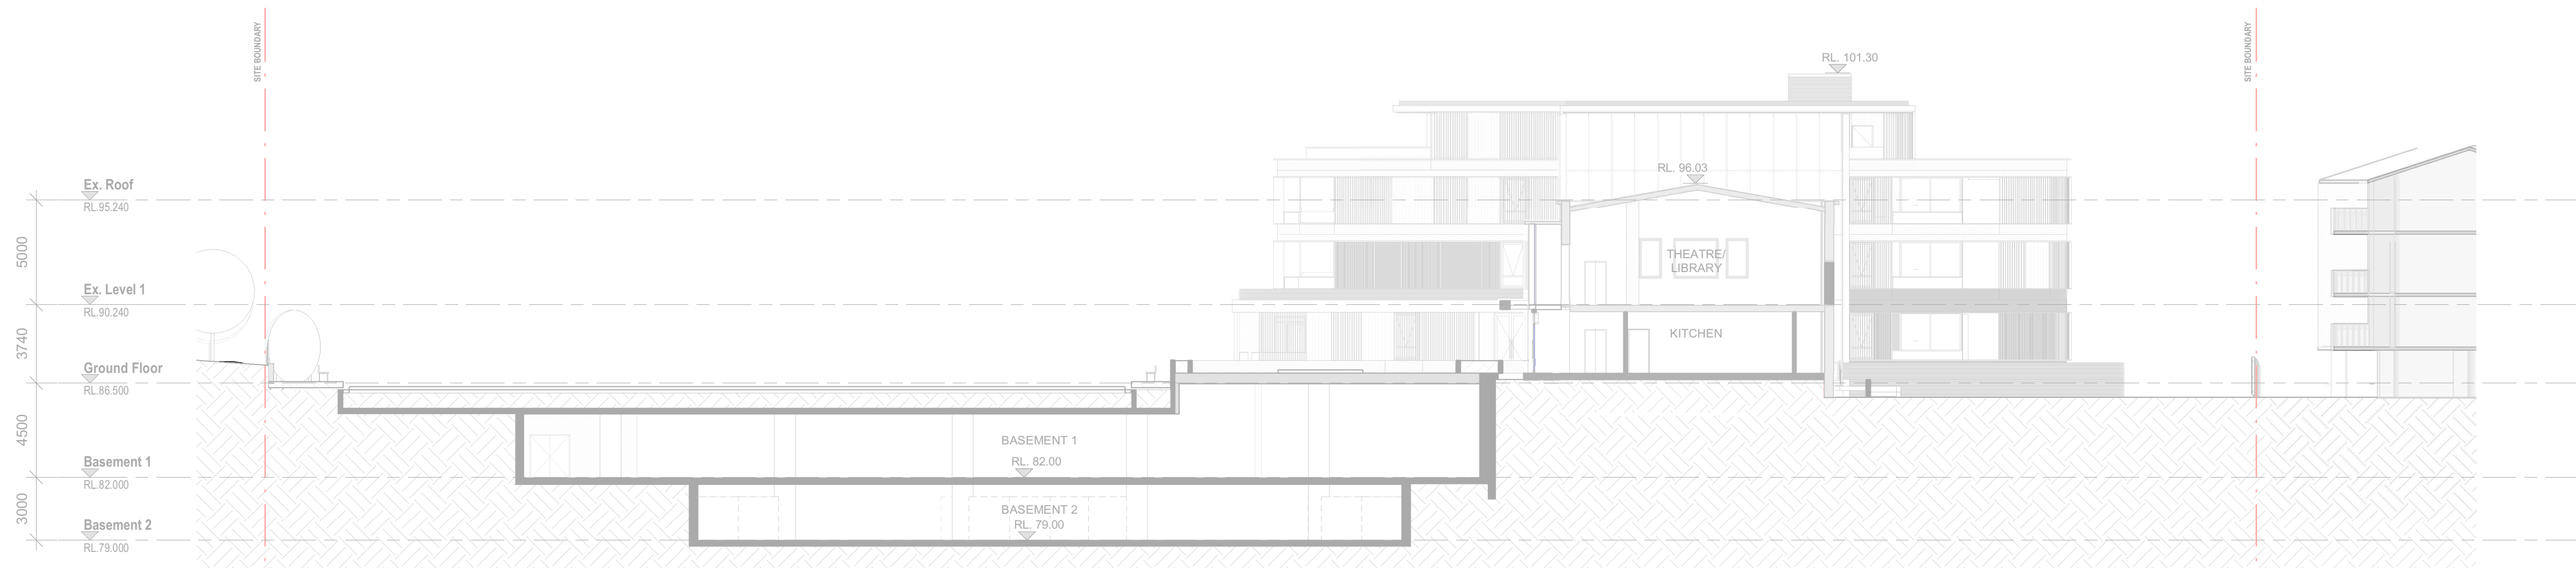 SITE BOUNDARY
SITE BOUNDARY
RL. 101.30
RL. 96.03
Ex. Roof
RL.95.240
5000
THEATRE/
LIBRARY
Ex. Level 1
RL.90.240
3740
KITCHEN
Ground Floor
RL.86.500
4500
BASEMENT 1
RL. 82.00
Basement 1
RL.82.000
3000
BASEMENT 2
RL. 79.00
Basement 2
RL.79.000